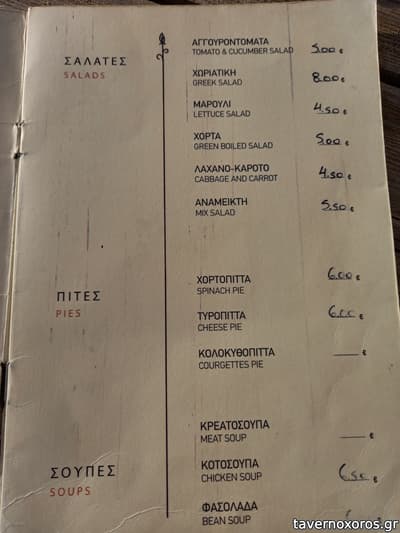 ΣΑΛΑΤΕΣ
SALADS
ΑΓΓΟΥΡΟΝΤΟΜΑΤΑ
TOMATO & CUCUMBER SALAD 5.00 €
ΧΩΡΙΑΤΙΚΗ
GREEK SALAD 8.00 €
ΜΑΡΟΥΛΙ
LETTUCE SALAD 4.50 €
ΧΟΡΤΑ
GREEN BOILED SALAD 5.00 €
ΛΑΧΑΝΟ-ΚΑΡΟΤΟ
CABBAGE AND CARROT 4.50 €
ΑΝΑΜΕΙΚΤΗ
MIX SALAD 5.50 €
ΠΙΤΕΣ
PIES
ΧΟΡΤΟΠΙΤΤΑ
SPINACH PIE 6.00 €
ΤΥΡΟΠΙΤΤΑ
CHEESE PIE 6.00 €
ΚΟΛΟΚΥΘΟΠΙΤΤΑ
COURGETTES PIE €
ΣΟΥΠΕΣ
SOUPS
ΚΡΕΑΤΟΣΟΥΠΑ
MEAT SOUP €
ΚΟΤΟΣΟΥΠΑ
CHICKEN SOUP 6.50 €
ΦΑΣΟΛΑΔΑ
BEAN SOUP €
tavernoxoros.gr